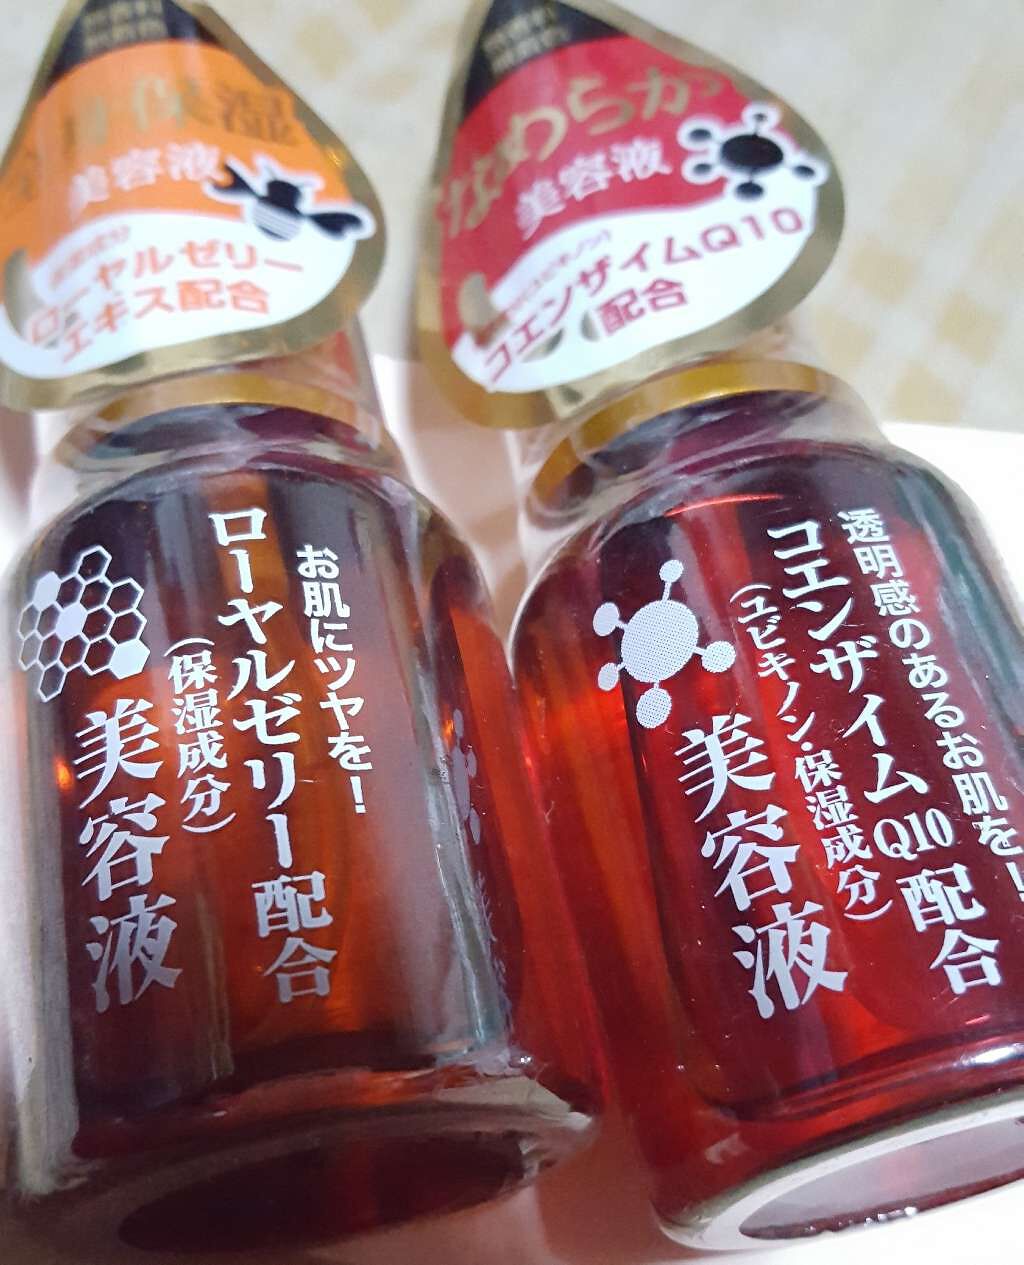 保湿
美容液
ローヤルゼリー
エキス配合
なめらか
美容液
コエンザイムQ10
配合
お肌にツヤを！
ローヤルゼリー配合
（保湿成分）
美容液
透明感のあるお肌を！
コエンザイムQ10配合
（ユビキノン・保湿成分）
美容液